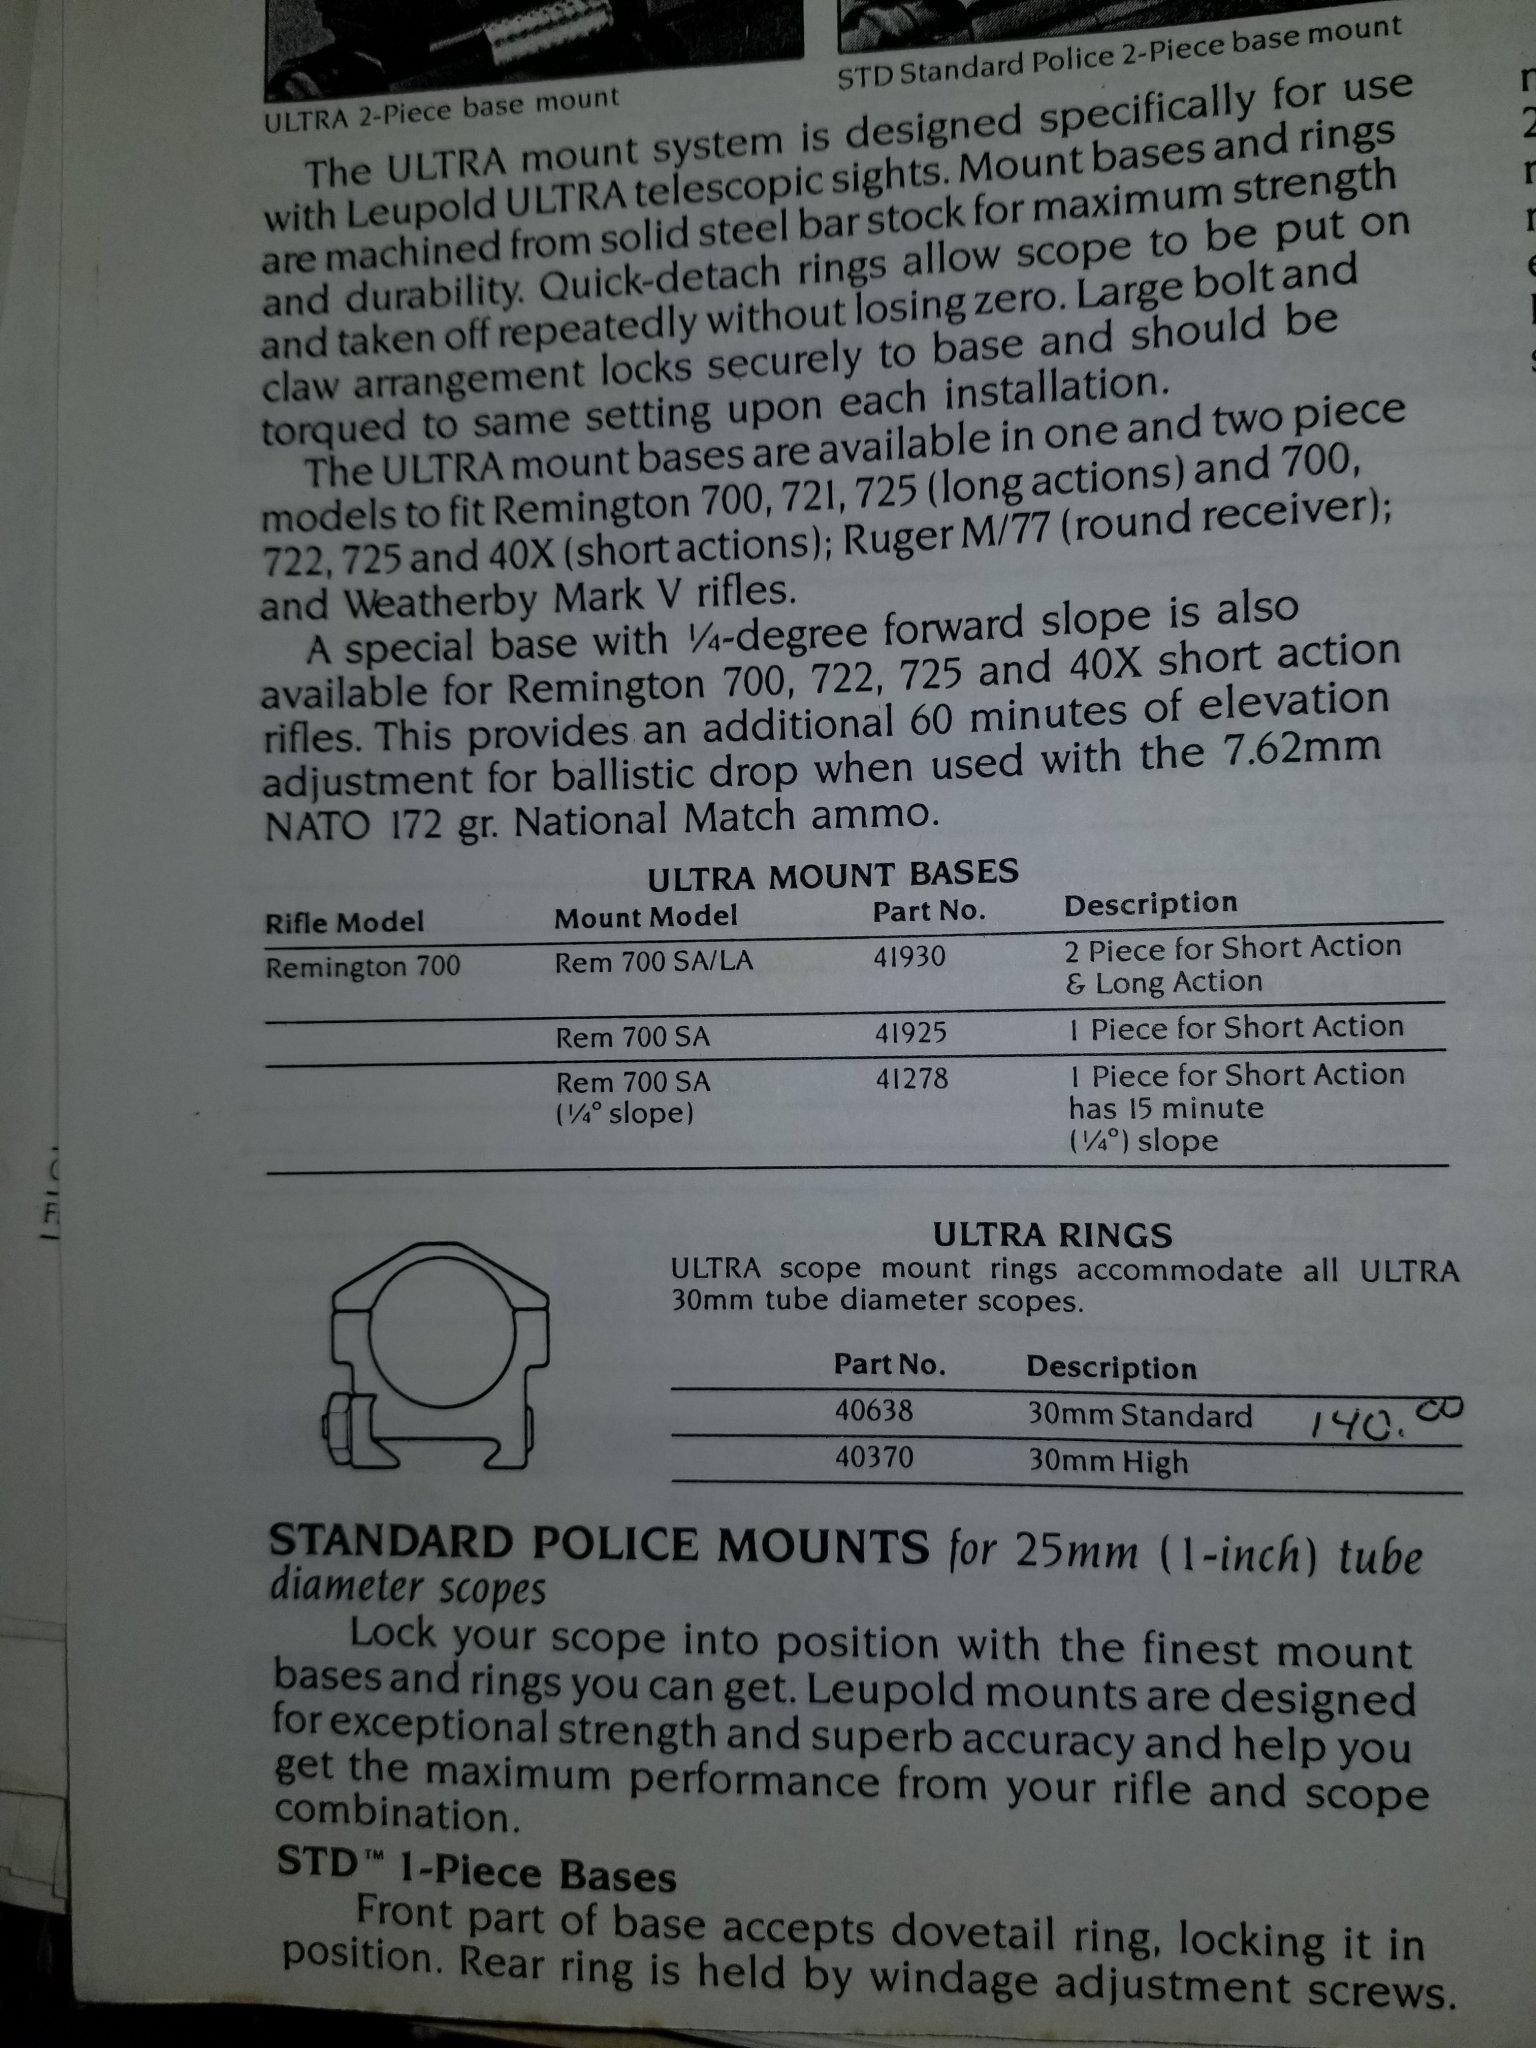 ULTRA 2-Piece base mount
STD Standard Police 2-Piece base mount
The ULTRA mount system is designed specifically for use
with Leupold ULTRA telescopic sights. Mount bases and rings
are machined from solid steel bar stock for maximum strength
and durability. Quick-detach rings allow scope to be put on
and taken off repeatedly without losing zero. Large bolt and
claw arrangement locks securely to base and should be
torqued to same setting upon each installation.
The ULTRA mount bases are available in one and two piece
models to fit Remington 700, 721, 725 (long actions) and 700,
722, 725 and 40X (short actions); Ruger M/77 (round receiver);
and Weatherby Mark V rifles.
A special base with ¼-degree forward slope is also
available for Remington 700, 722, 725 and 40X short action
rifles. This provides an additional 60 minutes of elevation
adjustment for ballistic drop when used with the 7.62mm
NATO 172 gr. National Match ammo.
ULTRA MOUNT BASES
Rifle Model Mount Model Part No. Description
Remington 700 Rem 700 SA/LA 41930 2 Piece for Short Action
& Long Action
Rem 700 SA 41925 1 Piece for Short Action
Rem 700 SA 41278 1 Piece for Short Action
(¼° slope) has 15 minute
(¼°) slope
ULTRA RINGS
ULTRA scope mount rings accommodate all ULTRA
30mm tube diameter scopes.
Part No. Description
40638 30mm Standard 140.00
40370 30mm High
STANDARD POLICE MOUNTS for 25mm (1-inch) tube
diameter scopes
Lock your scope into position with the finest mount
bases and rings you can get. Leupold mounts are designed
for exceptional strength and superb accuracy and help you
get the maximum performance from your rifle and scope
combination.
STD™ 1-Piece Bases
Front part of base accepts dovetail ring, locking it in
position. Rear ring is held by windage adjustment screws.